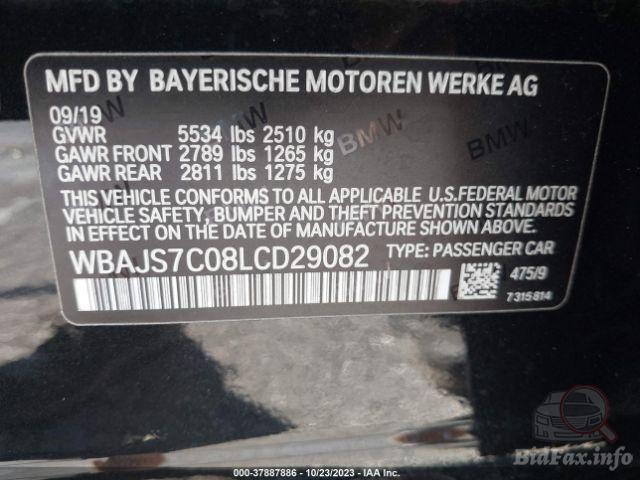 MFD BY BAYERISCHE MOTOREN WERKE AG
09/19
GVWR 5534 lbs 2510 kg
GAWR FRONT 2789 lbs 1265 kg
GAWR REAR 2811 lbs 1275 kg
THIS VEHICLE CONFORMS TO ALL APPLICABLE U.S.FEDERAL MOTOR
VEHICLE SAFETY, BUMPER AND THEFT PREVENTION STANDARDS
IN EFFECT ON THE DATE OF MANUFACTURE SHOWN ABOVE.
WBAJS7C08LCD29082 TYPE: PASSENGER CAR
475/9
7315814
BMW
BMW
000-37887886 - 10/23/2023 - IAA Inc.
BidFax.info